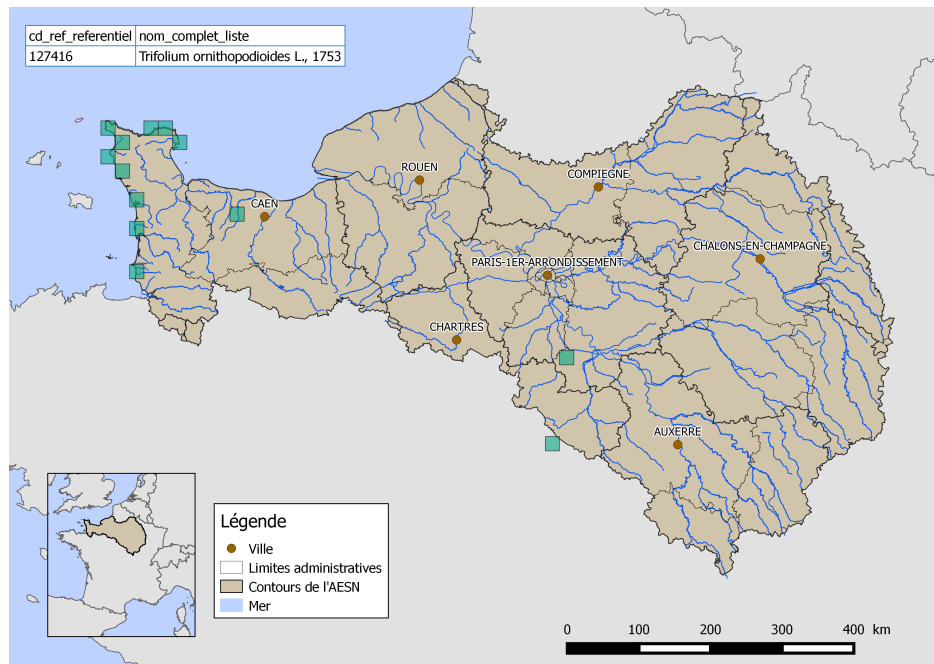 cd_ref_referentiel nom_complet_liste
127416 Trifolium ornithopodioides L., 1753
ROUEN
COMPIEGNE
CAEN
CHALONS-EN-CHAMPAGNE
PARIS-1ER-ARRONDISSEMENT
CHARTRES
AUXERRE
Légende
Ville
Limites administratives
Contours de l'AESN
Mer
0 100 200 300 400 km